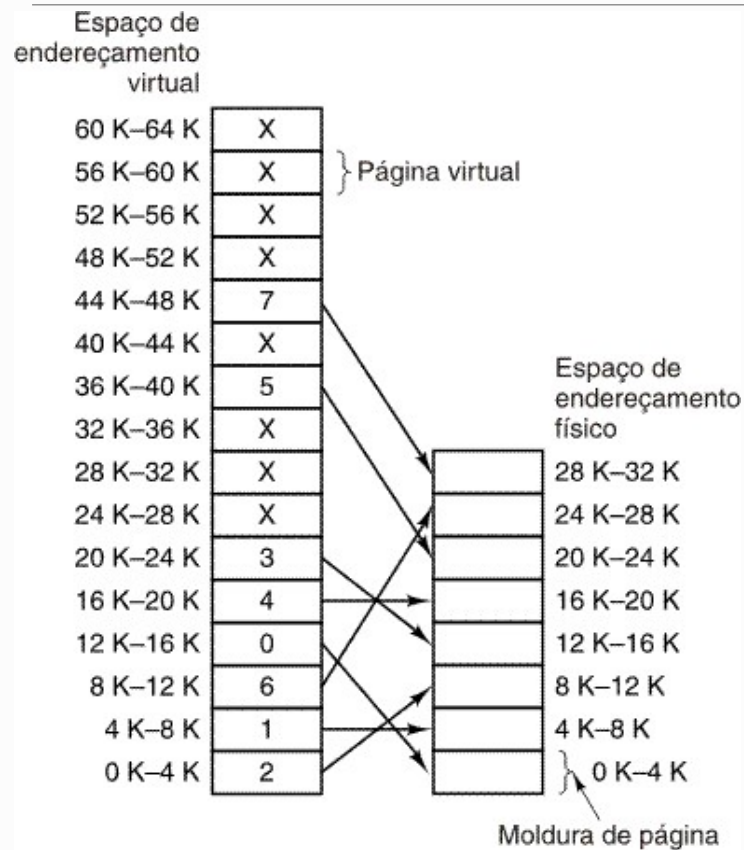 Espaço de
endereçamento
virtual
60 K–64 K X
56 K–60 K X Página virtual
52 K–56 K X
48 K–52 K X
44 K–48 K 7
40 K–44 K X
36 K–40 K 5
32 K–36 K X
28 K–32 K X
24 K–28 K X
20 K–24 K 3
16 K–20 K 4
12 K–16 K 0
8 K–12 K 6
4 K–8 K 1
0 K–4 K 2
Espaço de
endereçamento
físico
28 K–32 K
24 K–28 K
20 K–24 K
16 K–20 K
12 K–16 K
8 K–12 K
4 K–8 K
0 K–4 K
Moldura de página